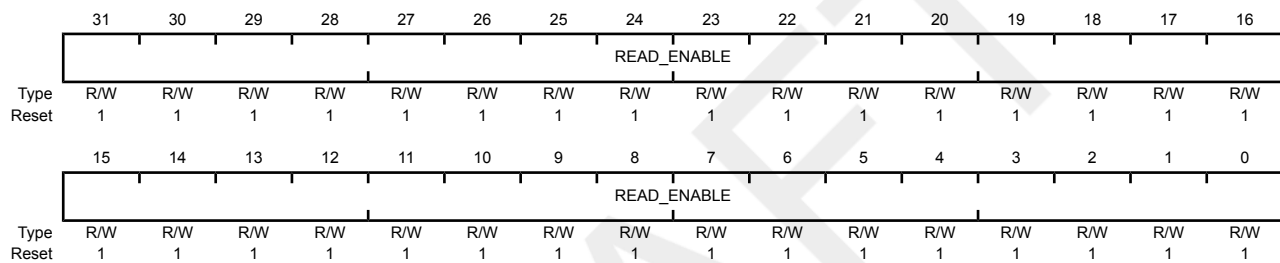 31 30 29 28 27 26 25 24 23 22 21 20 19 18 17 16
READ_ENABLE
Type R/W R/W R/W R/W R/W R/W R/W R/W R/W R/W R/W R/W R/W R/W R/W R/W
Reset 1 1 1 1 1 1 1 1 1 1 1 1 1 1 1 1
15 14 13 12 11 10 9 8 7 6 5 4 3 2 1 0
READ_ENABLE
Type R/W R/W R/W R/W R/W R/W R/W R/W R/W R/W R/W R/W R/W R/W R/W R/W
Reset 1 1 1 1 1 1 1 1 1 1 1 1 1 1 1 1